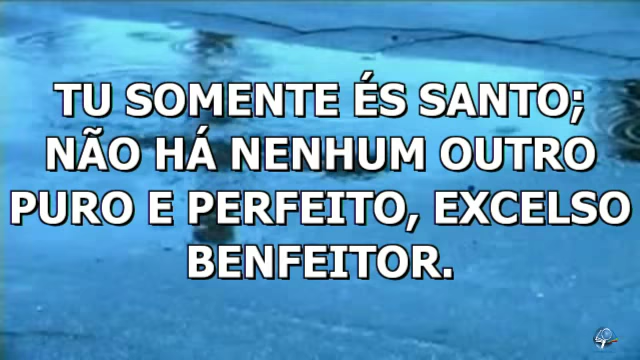 TU SOMENTE ÉS SANTO;
NÃO HÁ NENHUM OUTRO
PURO E PERFEITO, EXCELSO
BENFEITOR.